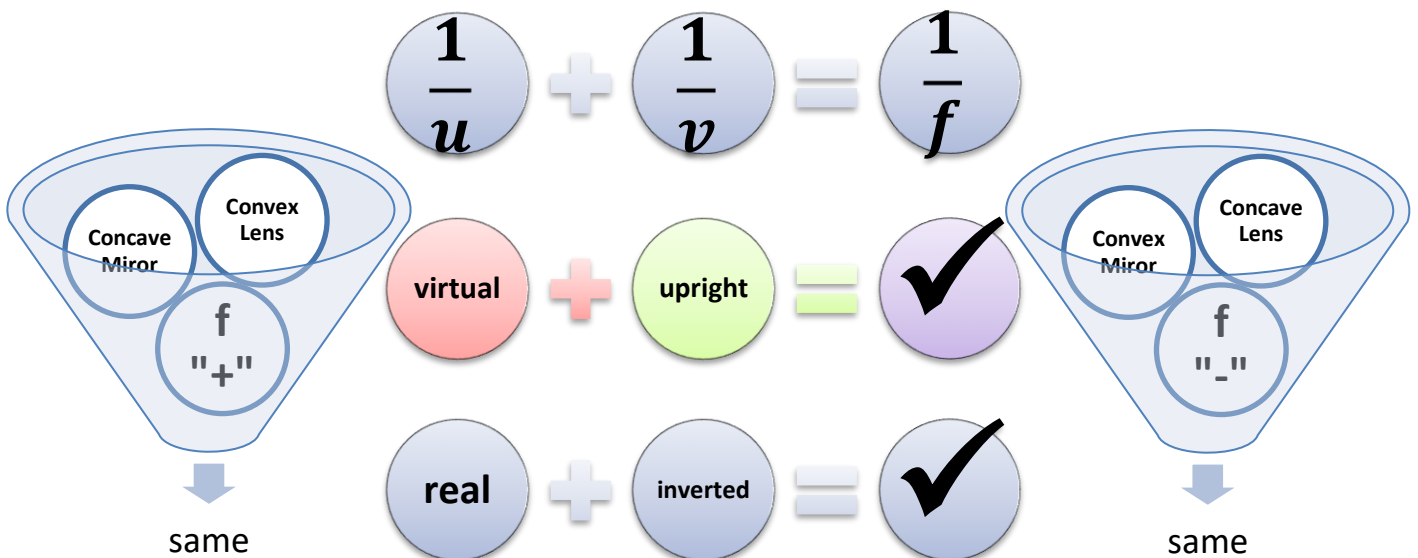 1/u + 1/v = 1/f
Concave
Miror
Convex
Lens
f
"+"
same
virtual + upright = ✓
real + inverted = ✓
Convex
Miror
Concave
Lens
f
"-"
same